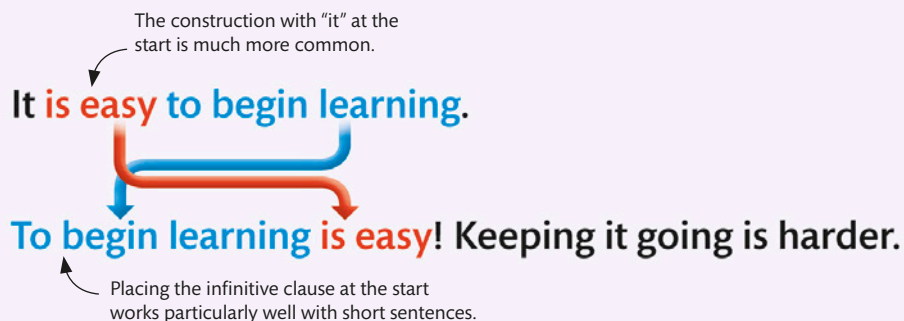 The construction with “it” at the
start is much more common.
It is easy to begin learning.
To begin learning is easy! Keeping it going is harder.
Placing the infinitive clause at the start
works particularly well with short sentences.